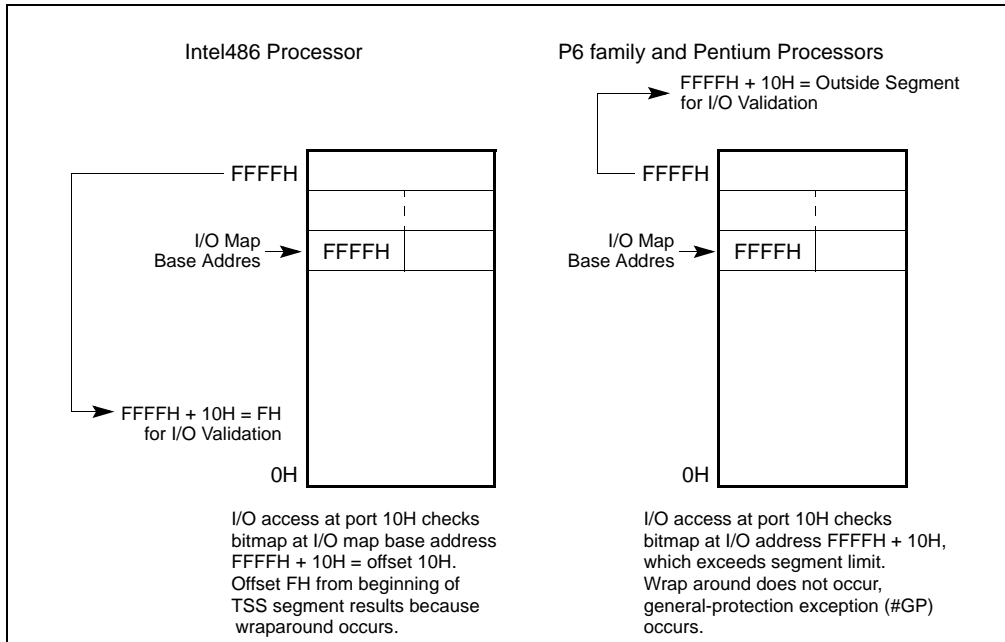 Intel486 Processor
FFFFH
I/O Map
Base Addres
FFFFH
FFFFH + 10H = FH
for I/O Validation
0H
I/O access at port 10H checks
bitmap at I/O map base address
FFFFH + 10H = offset 10H.
Offset FH from beginning of
TSS segment results because
wraparound occurs.
P6 family and Pentium Processors
FFFFH + 10H = Outside Segment
for I/O Validation
FFFFH
I/O Map
Base Addres
FFFFH
0H
I/O access at port 10H checks
bitmap at I/O address FFFFH + 10H,
which exceeds segment limit.
Wrap around does not occur,
general-protection exception (#GP)
occurs.